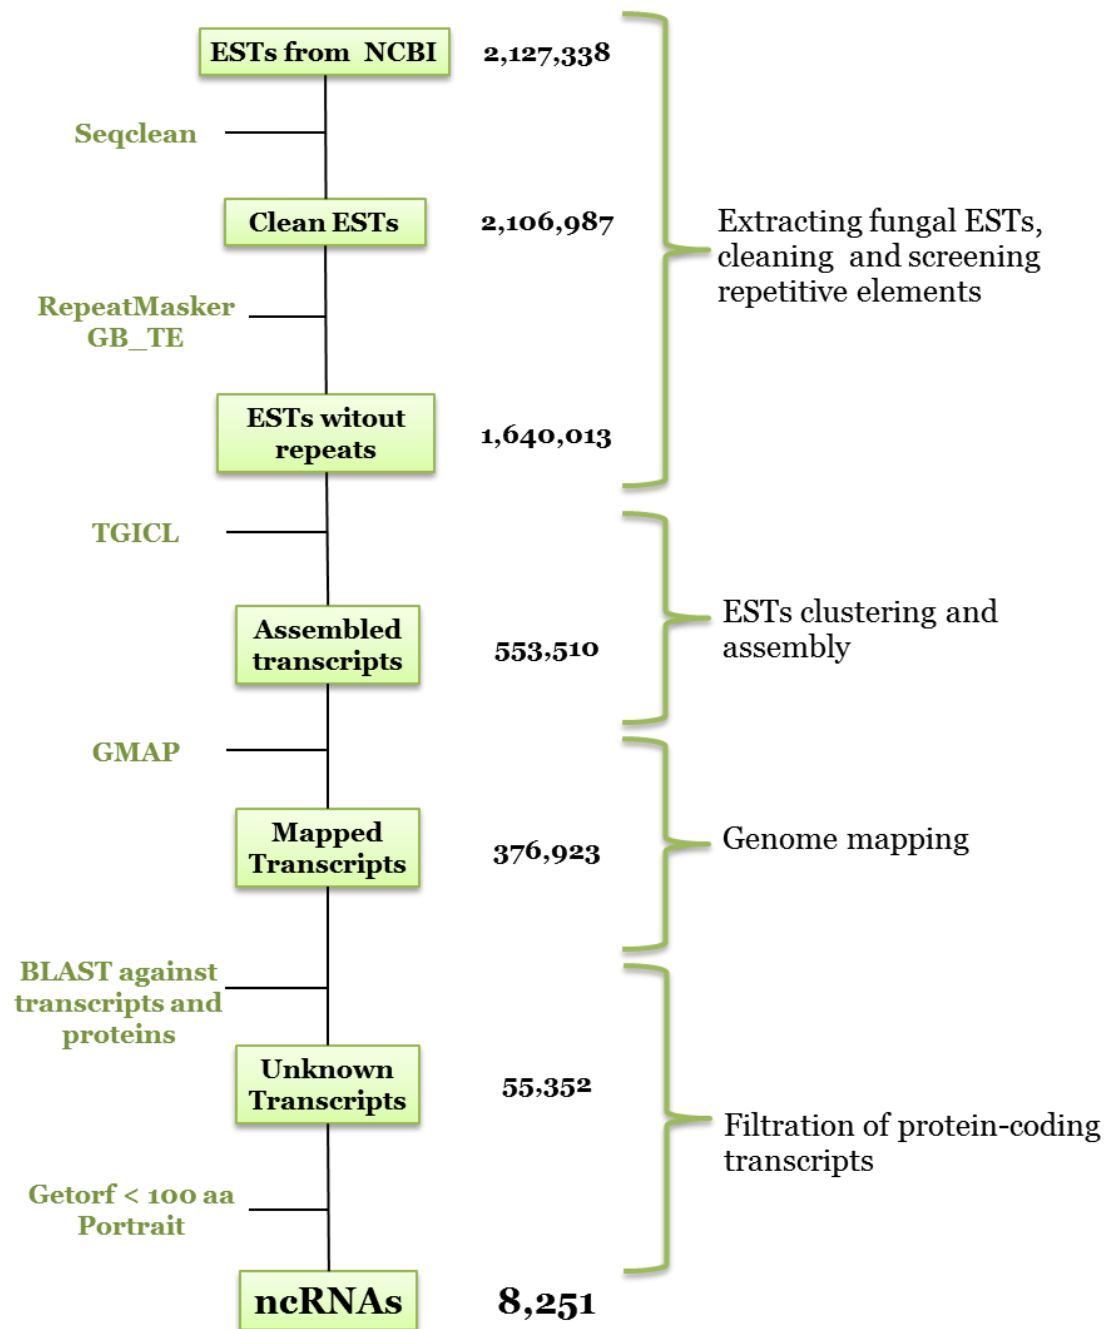 ESTs from NCBI
2,127,338
Seqclean
Clean ESTs
2,106,987
Extracting fungal ESTs,
cleaning and screening
repetitive elements
RepeatMasker
GB_TE
ESTs witout
repeats
1,640,013
TGICL
Assembled
transcripts
553,510
ESTs clustering and
assembly
GMAP
Mapped
Transcripts
376,923
Genome mapping
BLAST against
transcripts and
proteins
Unknown
Transcripts
55,352
Filtration of protein-coding
transcripts
Getorf < 100 aa
Portrait
ncRNAs
8,251